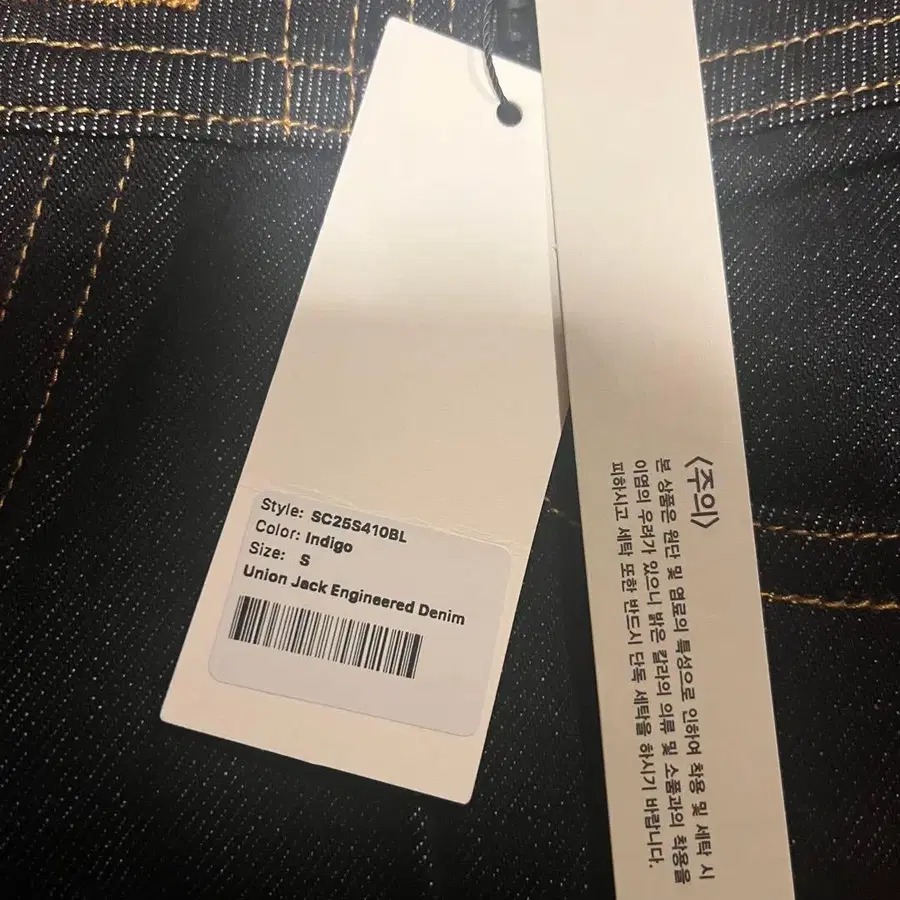 Style: SC25S410BL
Color: Indigo
Size: S
Union Jack Engineered Denim
<주의>
본 상품은 원단 및 염료의 특성으로 인하여 착용 및 세탁 시
이염의 우려가 있으니 밝은 칼라의 의류 및 소품과의 착용을
피하시고 세탁 또한 반드시 단독 세탁을 하시기 바랍니다.